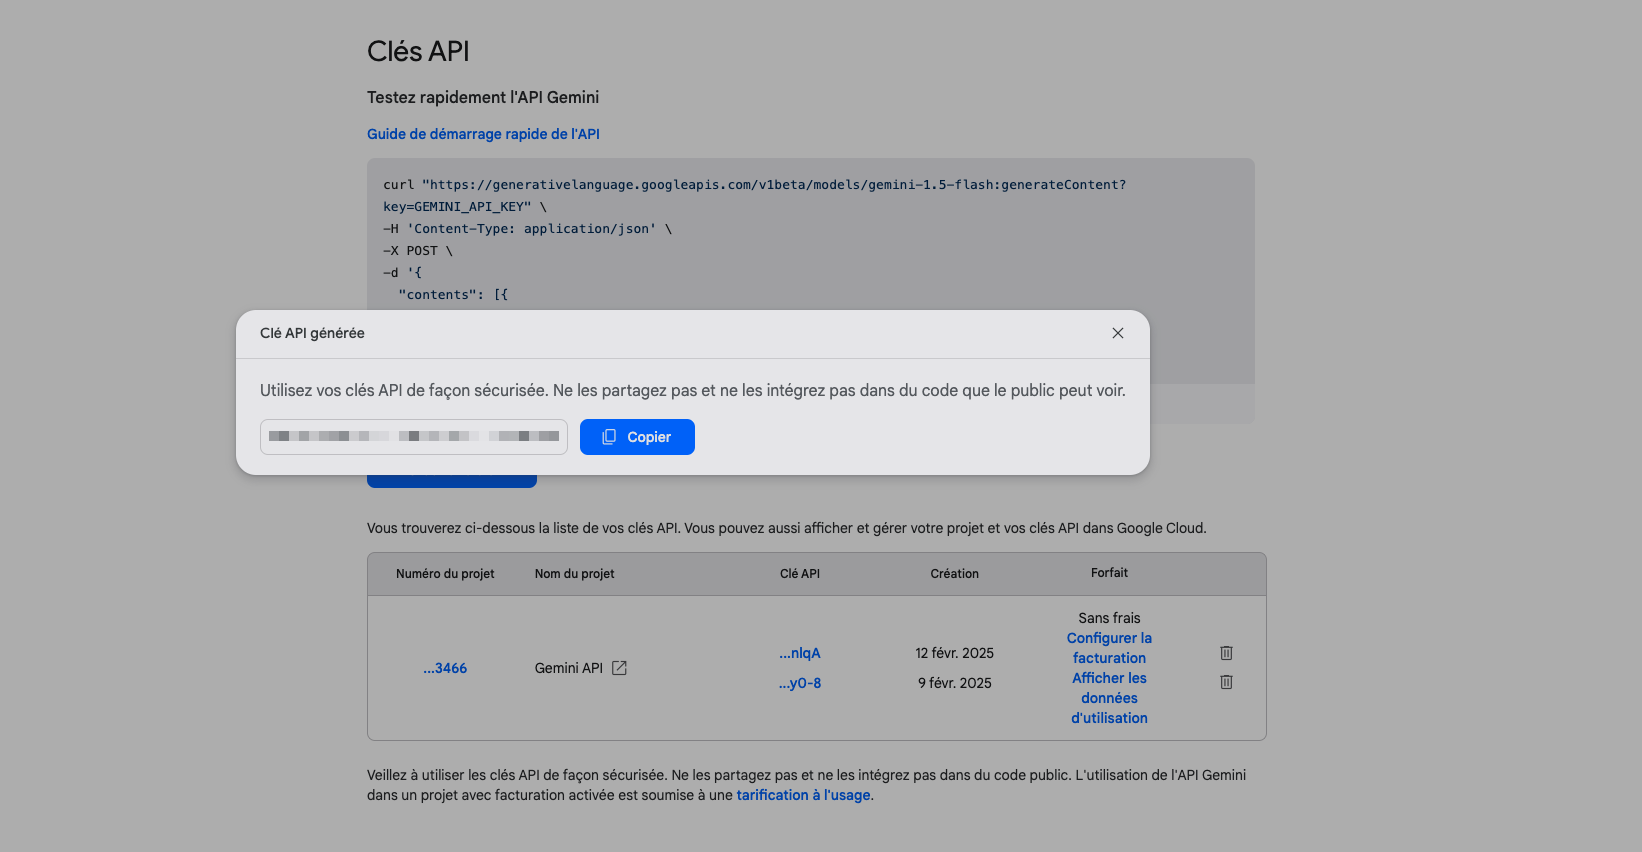 Clés API
Testez rapidement l'API Gemini
Guide de démarrage rapide de l'API
curl "https://generativelanguage.googleapis.com/v1beta/models/gemini-1.5-flash:generateContent?
key=GEMINI_API_KEY" \
-H 'Content-Type: application/json' \
-X POST \
-d '{
"contents": [{
Clé API générée
Utilisez vos clés API de façon sécurisée. Ne les partagez pas et ne les intégrez pas dans du code que le public peut voir.
Copier
Vous trouverez ci-dessous la liste de vos clés API. Vous pouvez aussi afficher et gérer votre projet et vos clés API dans Google Cloud.
Numéro du projet Nom du projet Clé API Création Forfait
...3466 Gemini API
...nlqA 12 févr. 2025
...y0-8 9 févr. 2025
Sans frais
Configurer la
facturation
Afficher les
données
d'utilisation
Veillez à utiliser les clés API de façon sécurisée. Ne les partagez pas et ne les intégrez pas dans du code public. L'utilisation de l'API Gemini
dans un projet avec facturation activée est soumise à une tarification à l'usage.